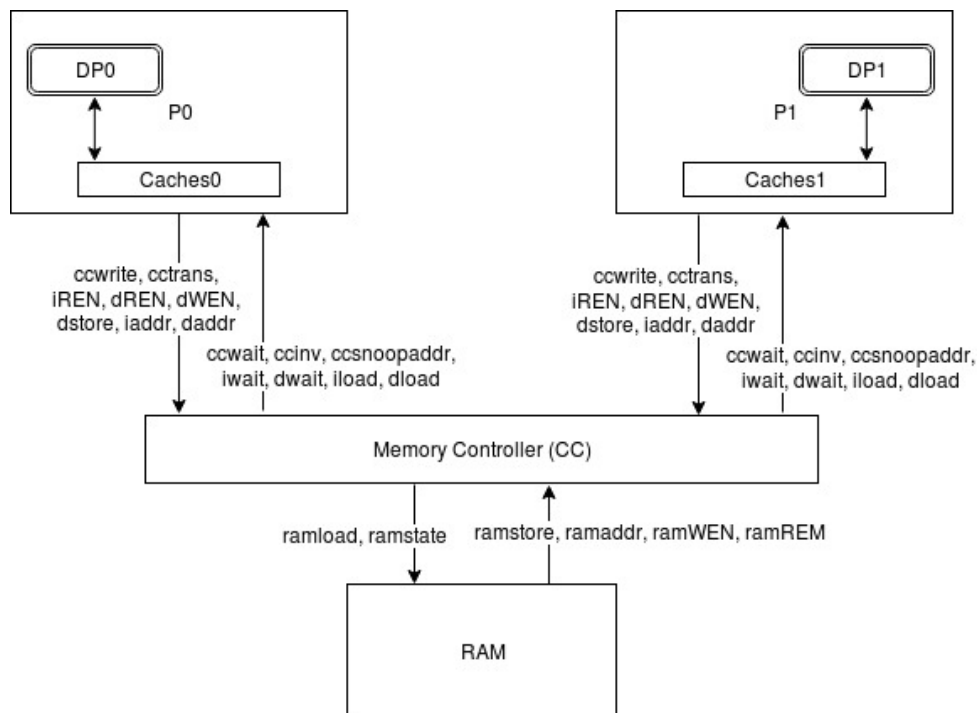 DP0
P0
Caches0
DP1
P1
Caches1
ccwrite, cctrans,
iREN, dREN, dWEN,
dstore, iaddr, daddr
ccwait, ccinv, ccsnoopaddr,
iwait, dwait, iload, dload
ccwrite, cctrans,
iREN, dREN, dWEN,
dstore, iaddr, daddr
ccwait, ccinv, ccsnoopaddr,
iwait, dwait, iload, dload
Memory Controller (CC)
ramload, ramstate
ramstore, ramaddr, ramWEN, ramREM
RAM